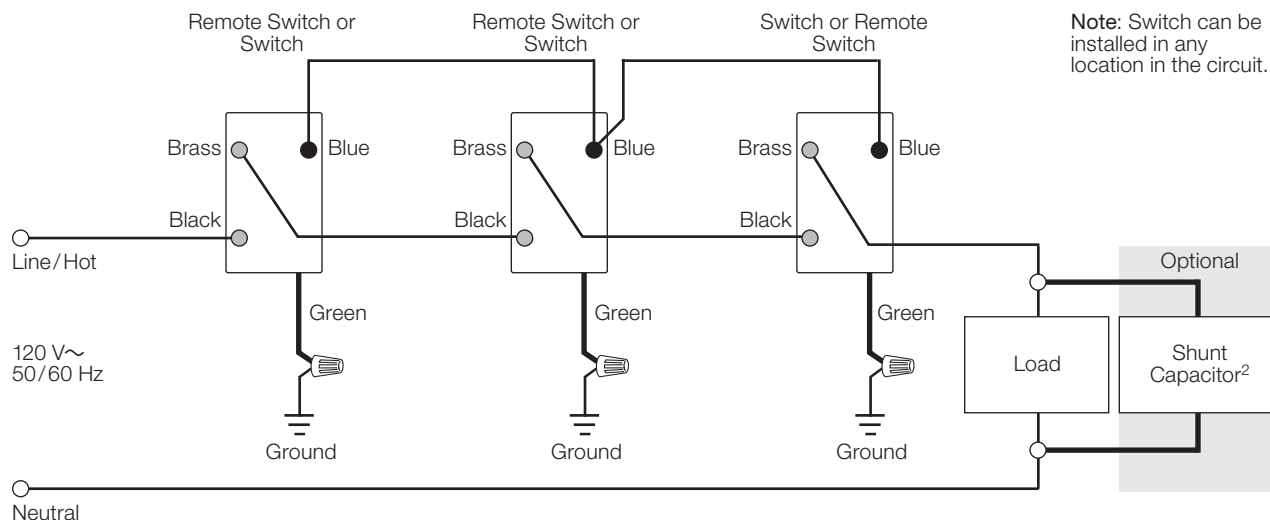 Remote Switch or
Switch
Remote Switch or
Switch
Switch or Remote
Switch
Note: Switch can be
installed in any
location in the circuit.
Brass
Blue
Brass
Blue
Brass
Blue
Black
Black
Black
Line/Hot
Optional
Green
Green
Green
120 V~
50/60 Hz
Load
Shunt
Capacitor²
Ground
Ground
Ground
Neutral